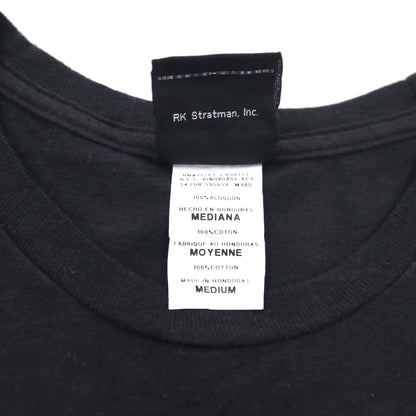 RK Stratman, Inc.
100%ALGODON
HECHO EN HONDURAS
MEDIANA
100%COTON
FABRIQUE AU HONDURAS
MOYENNE
100%COTTON
MADE IN HONDURAS
MEDIUM